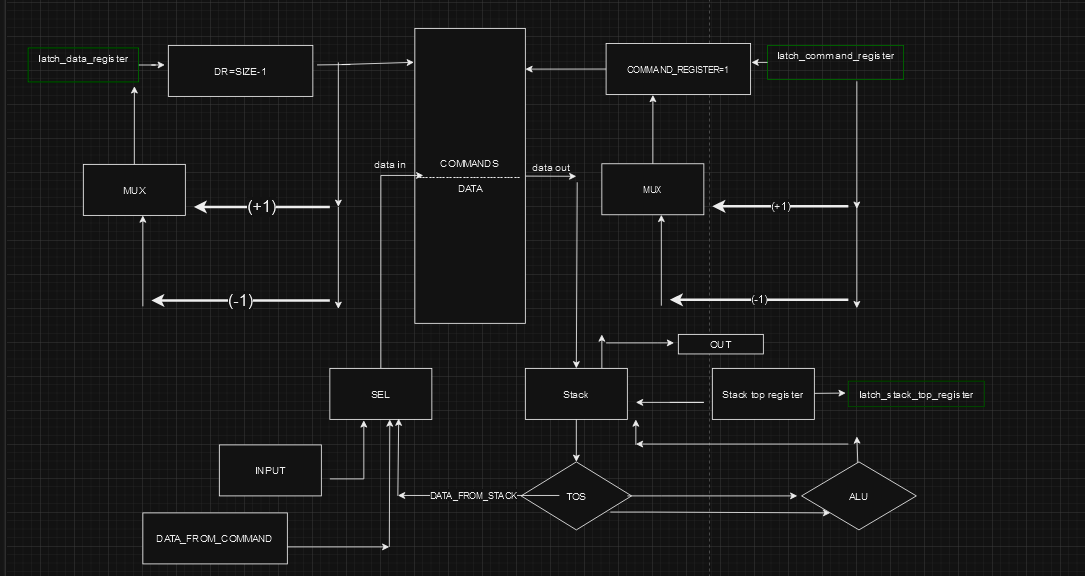 latch_data_register
DR=SIZE-1
COMMAND_REGISTER=1
latch_command_register
data in
COMMANDS
DATA
data out
MUX
(+1)
(-1)
MUX
(+1)
(-1)
OUT
SEL
Stack
Stack top register
latch_stack_top_register
INPUT
DATA_FROM_STACK
TOS
ALU
DATA_FROM_COMMAND